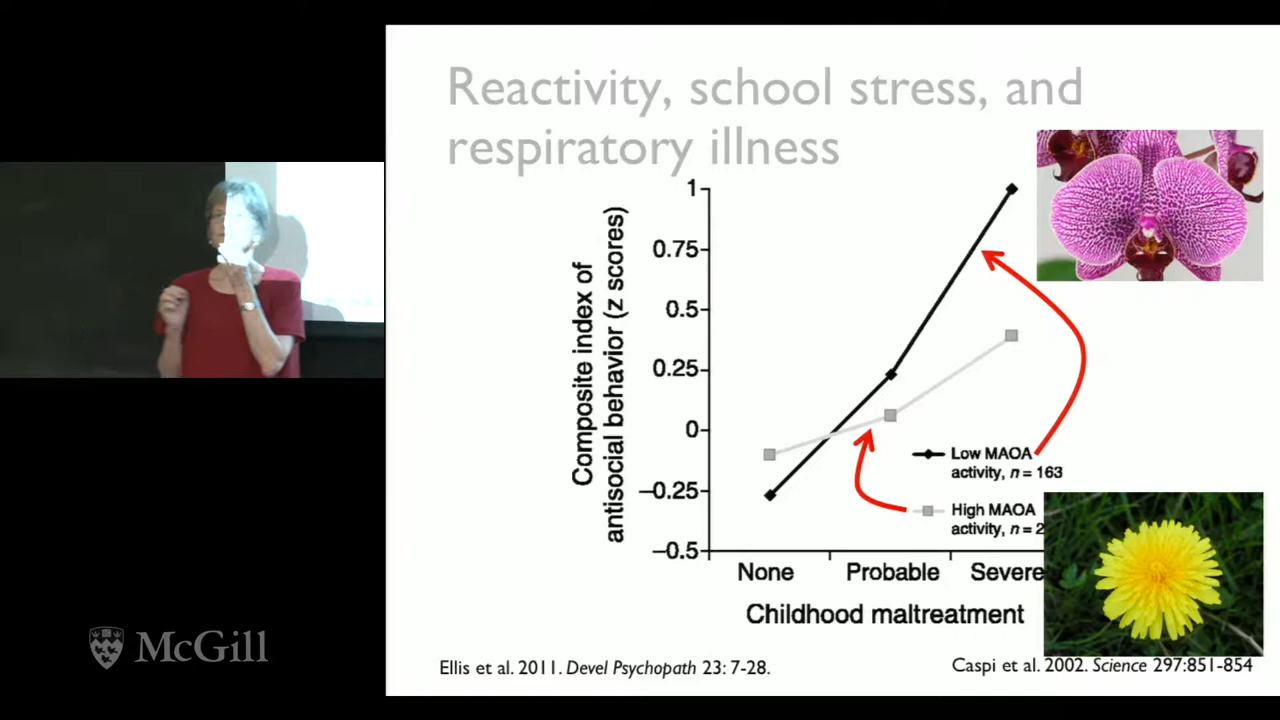 Reactivity, school stress, and
respiratory illness
Composite index of
antisocial behavior (z scores)
1
0.75
0.5
0.25
0
−0.25
−0.5
Low MAOA
activity, n = 163
High MAOA
activity, n = 2
None Probable Severe
Childhood maltreatment
Ellis et al. 2011. Devel Psychopath 23: 7-28.
Caspi et al. 2002. Science 297:851-854
McGill